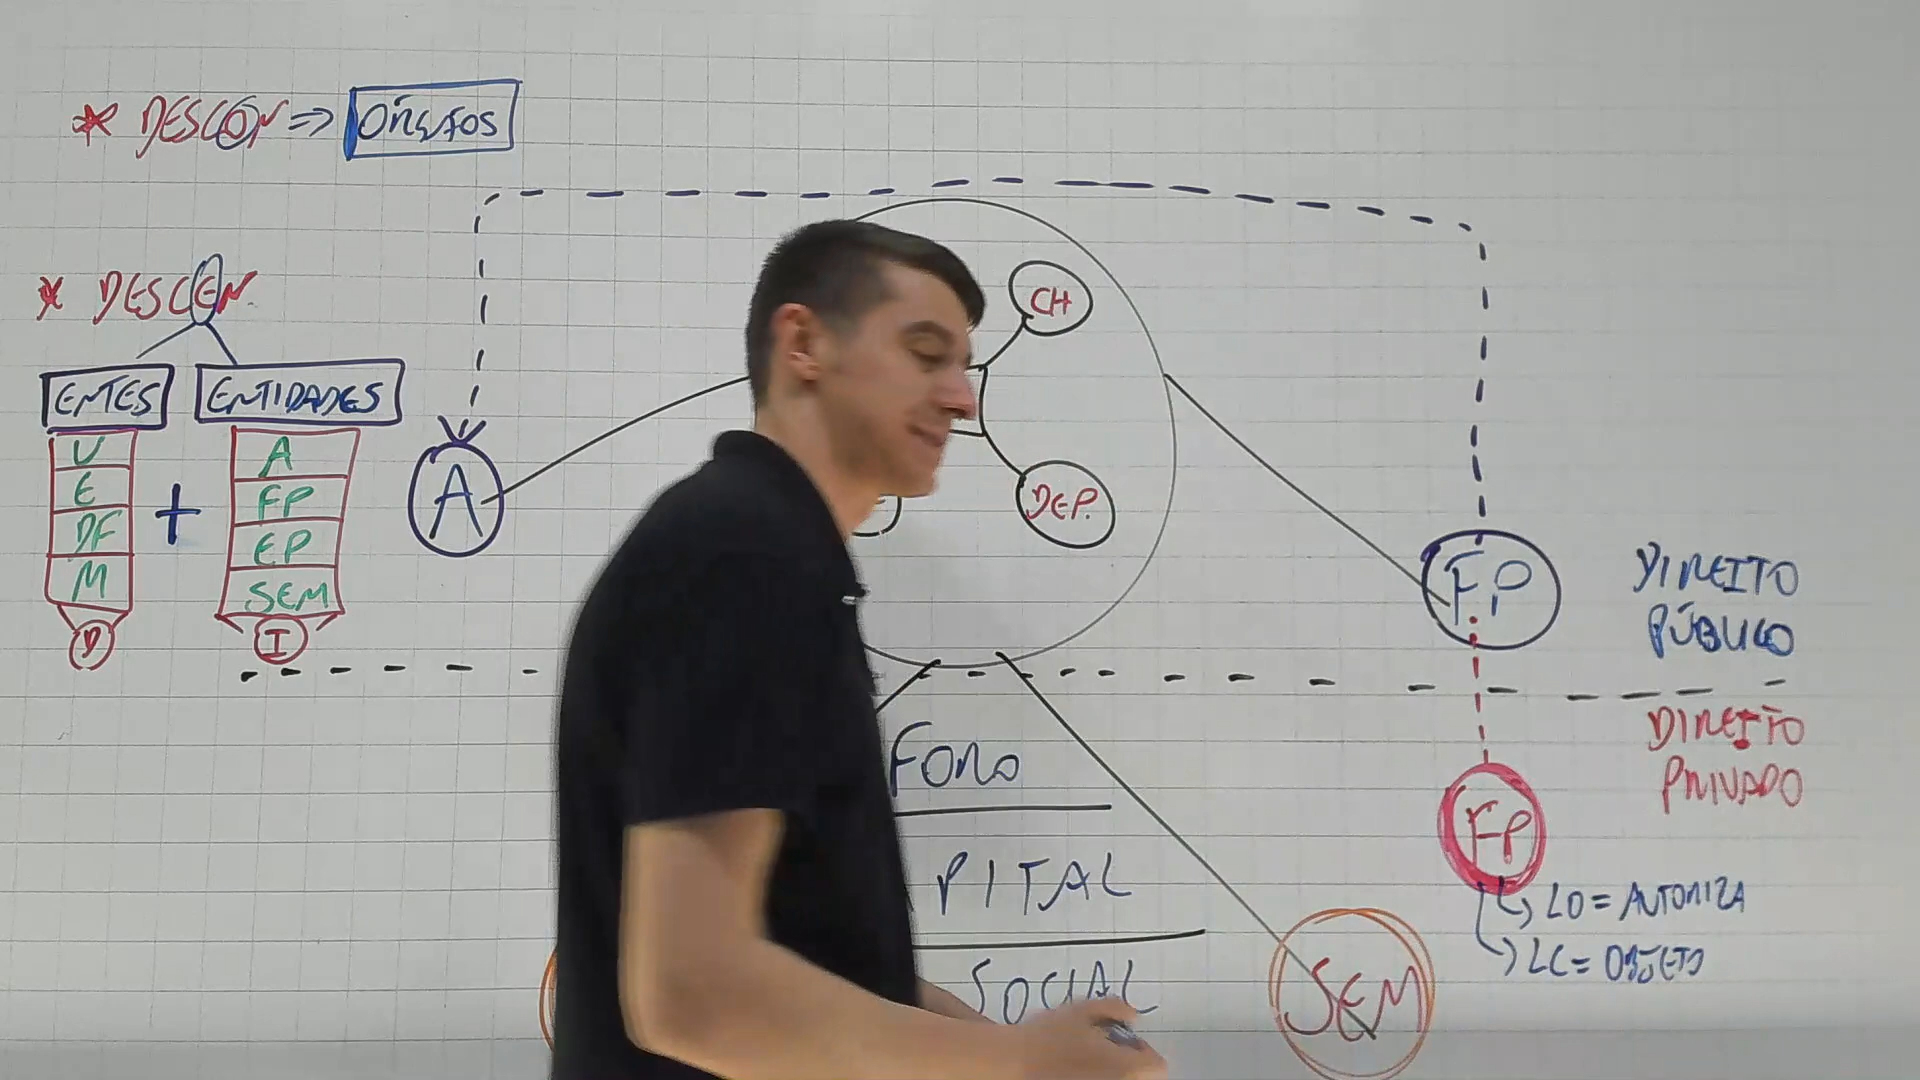 * DESCON => ÓRGÃOS
* DESCEN.
ENTES
ENTIDADES
U
E
DF
M
D
+
A
FP
EP
SEM
I
A
CH
DEP.
F.P
DIREITO
PÚBLICO
DIREITO
PRIVADO
FORO
PITAL
SOCIAL
SEM
FP
LO = AUTORIZA
LC = OBJETO